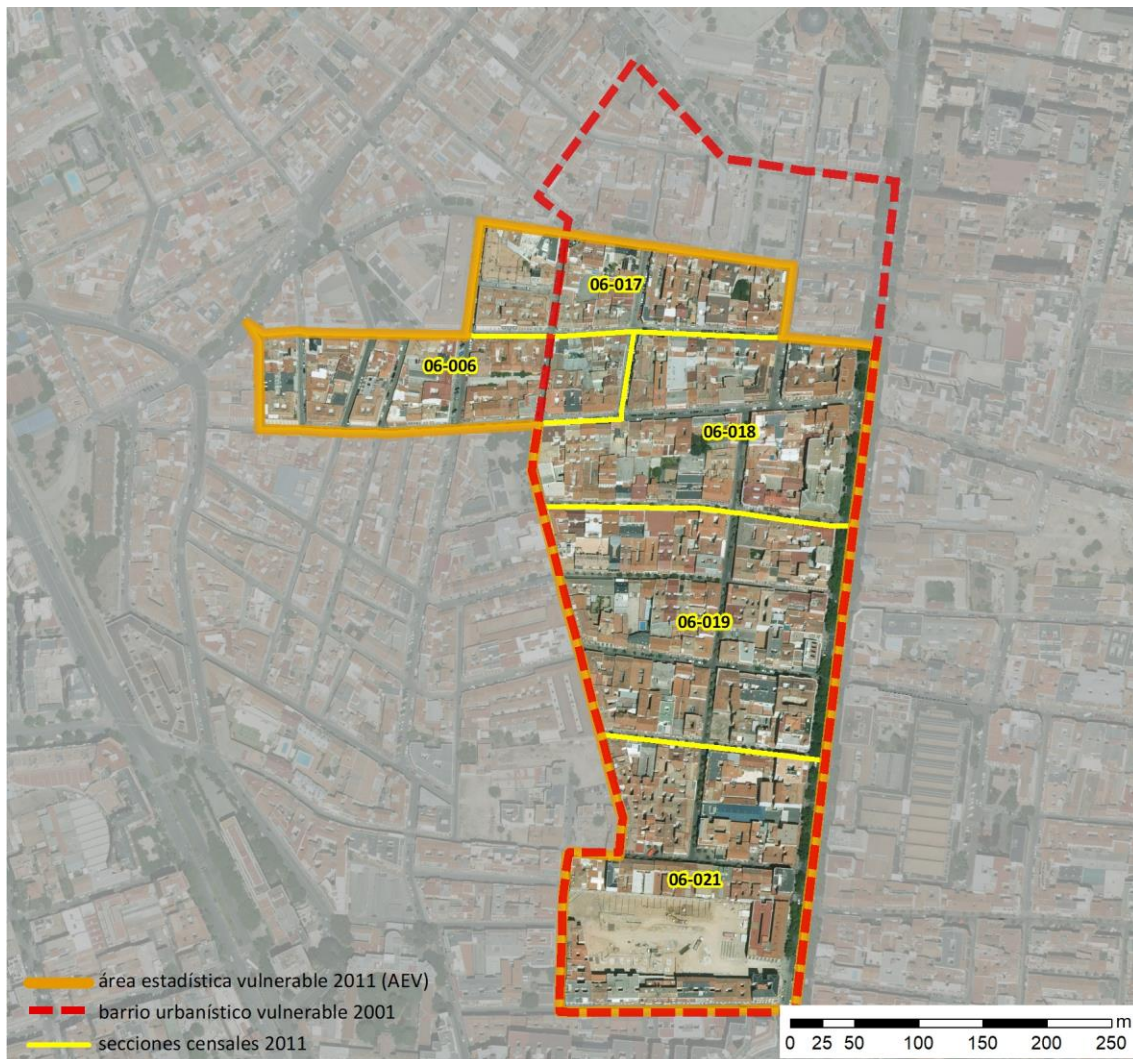 06-017
06-006
06-018
06-019
06-021
área estadística vulnerable 2011 (AEV)
barrio urbanístico vulnerable 2001
secciones censales 2011
m
0 25 50 100 150 200 250